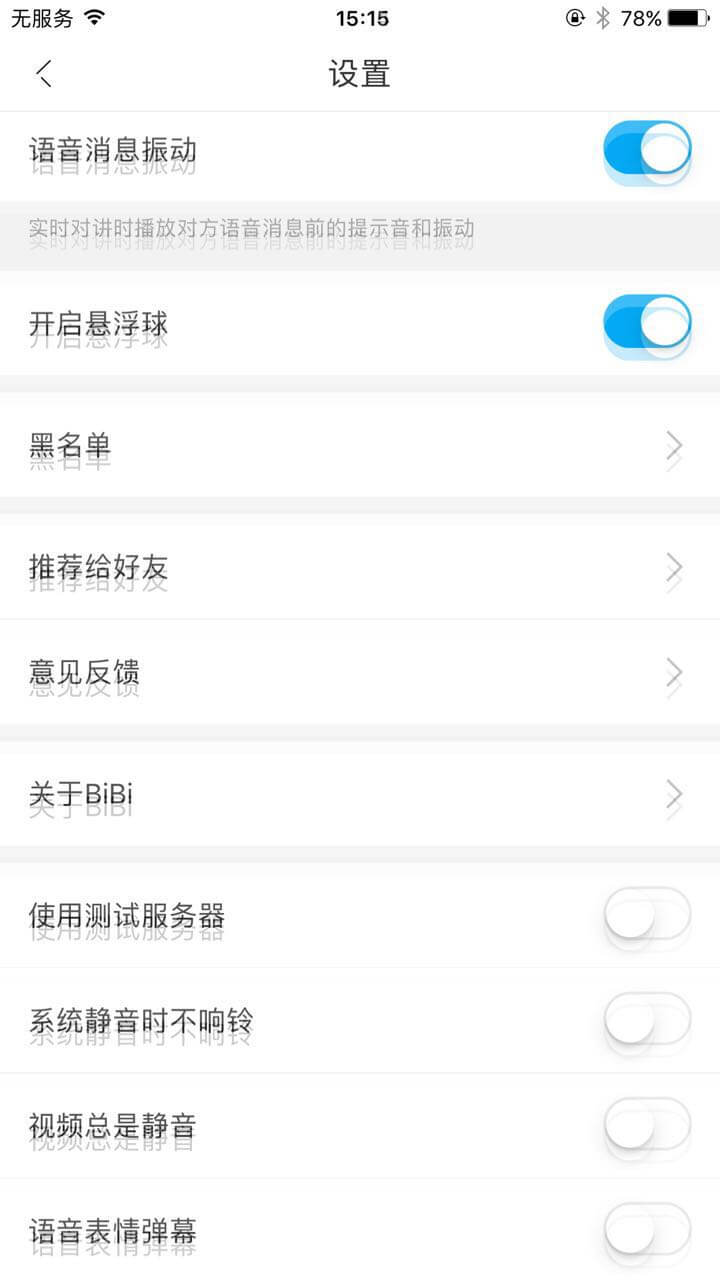 无服务 15:15 78%
设置
语音消息振动
实时对讲时播放对方语音消息前的提示音和振动
开启悬浮球
黑名单
推荐给好友
意见反馈
关于BiBi
使用测试服务器
系统静音时不响铃
视频总是静音
语音表情弹幕